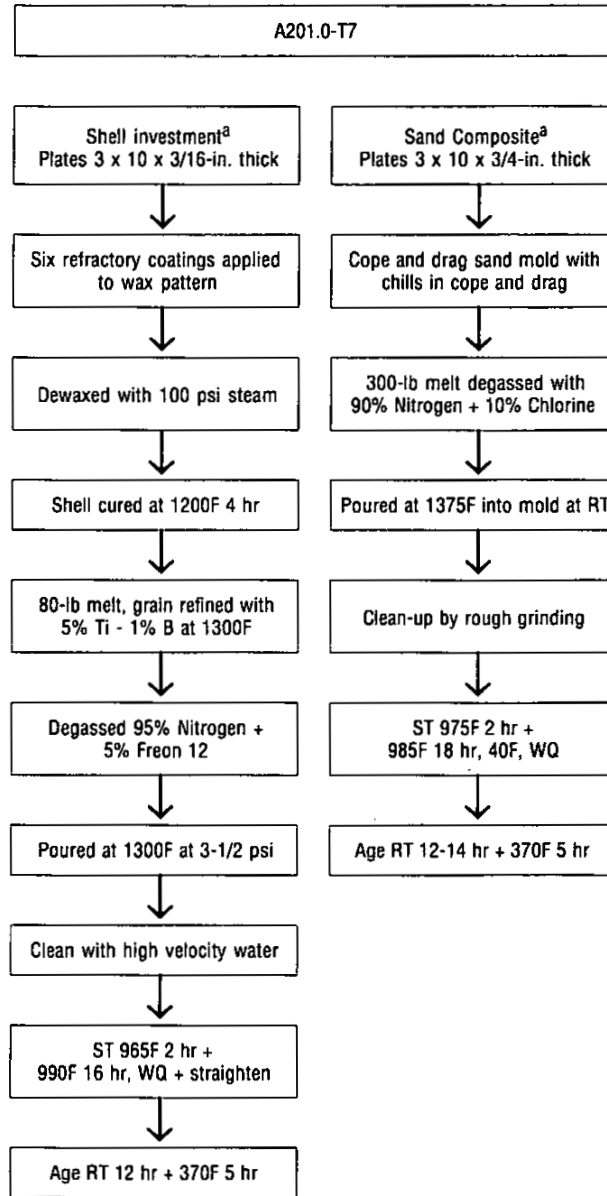 A201.0-T7
Shell investmentᵃ
Plates 3 x 10 x 3/16-in. thick
Six refractory coatings applied
to wax pattern
Dewaxed with 100 psi steam
Shell cured at 1200F 4 hr
80-lb melt, grain refined with
5% Ti - 1% B at 1300F
Degassed 95% Nitrogen +
5% Freon 12
Poured at 1300F at 3-1/2 psi
Clean with high velocity water
ST 965F 2 hr +
990F 16 hr, WQ + straighten
Age RT 12 hr + 370F 5 hr
Sand Compositeᵃ
Plates 3 x 10 x 3/4-in. thick
Cope and drag sand mold with
chills in cope and drag
300-lb melt degassed with
90% Nitrogen + 10% Chlorine
Poured at 1375F into mold at RT
Clean-up by rough grinding
ST 975F 2 hr +
985F 18 hr, 40F, WQ
Age RT 12-14 hr + 370F 5 hr